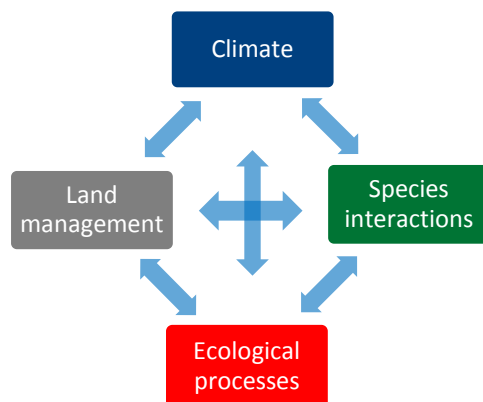 Climate
Land
management
Species
interactions
Ecological
processes